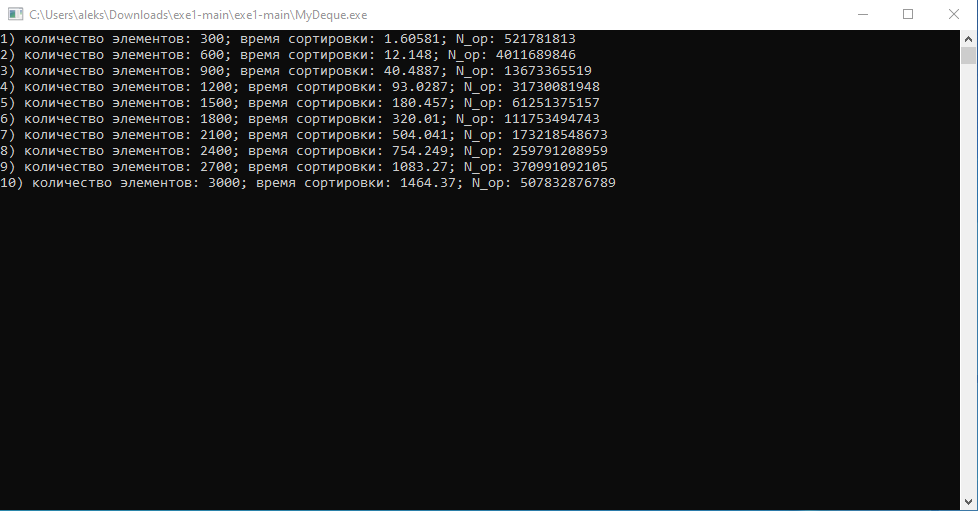 C:\Users\aleks\Downloads\exe1-main\exe1-main\MyDeque.exe
1) количество элементов: 300; время сортировки: 1.60581; N_op: 521781813
2) количество элементов: 600; время сортировки: 12.148; N_op: 4011689846
3) количество элементов: 900; время сортировки: 40.4887; N_op: 13673365519
4) количество элементов: 1200; время сортировки: 93.0287; N_op: 31730081948
5) количество элементов: 1500; время сортировки: 180.457; N_op: 61251375157
6) количество элементов: 1800; время сортировки: 320.01; N_op: 111753494743
7) количество элементов: 2100; время сортировки: 504.041; N_op: 173218548673
8) количество элементов: 2400; время сортировки: 754.249; N_op: 259791208959
9) количество элементов: 2700; время сортировки: 1083.27; N_op: 370991092105
10) количество элементов: 3000; время сортировки: 1464.37; N_op: 507832876789